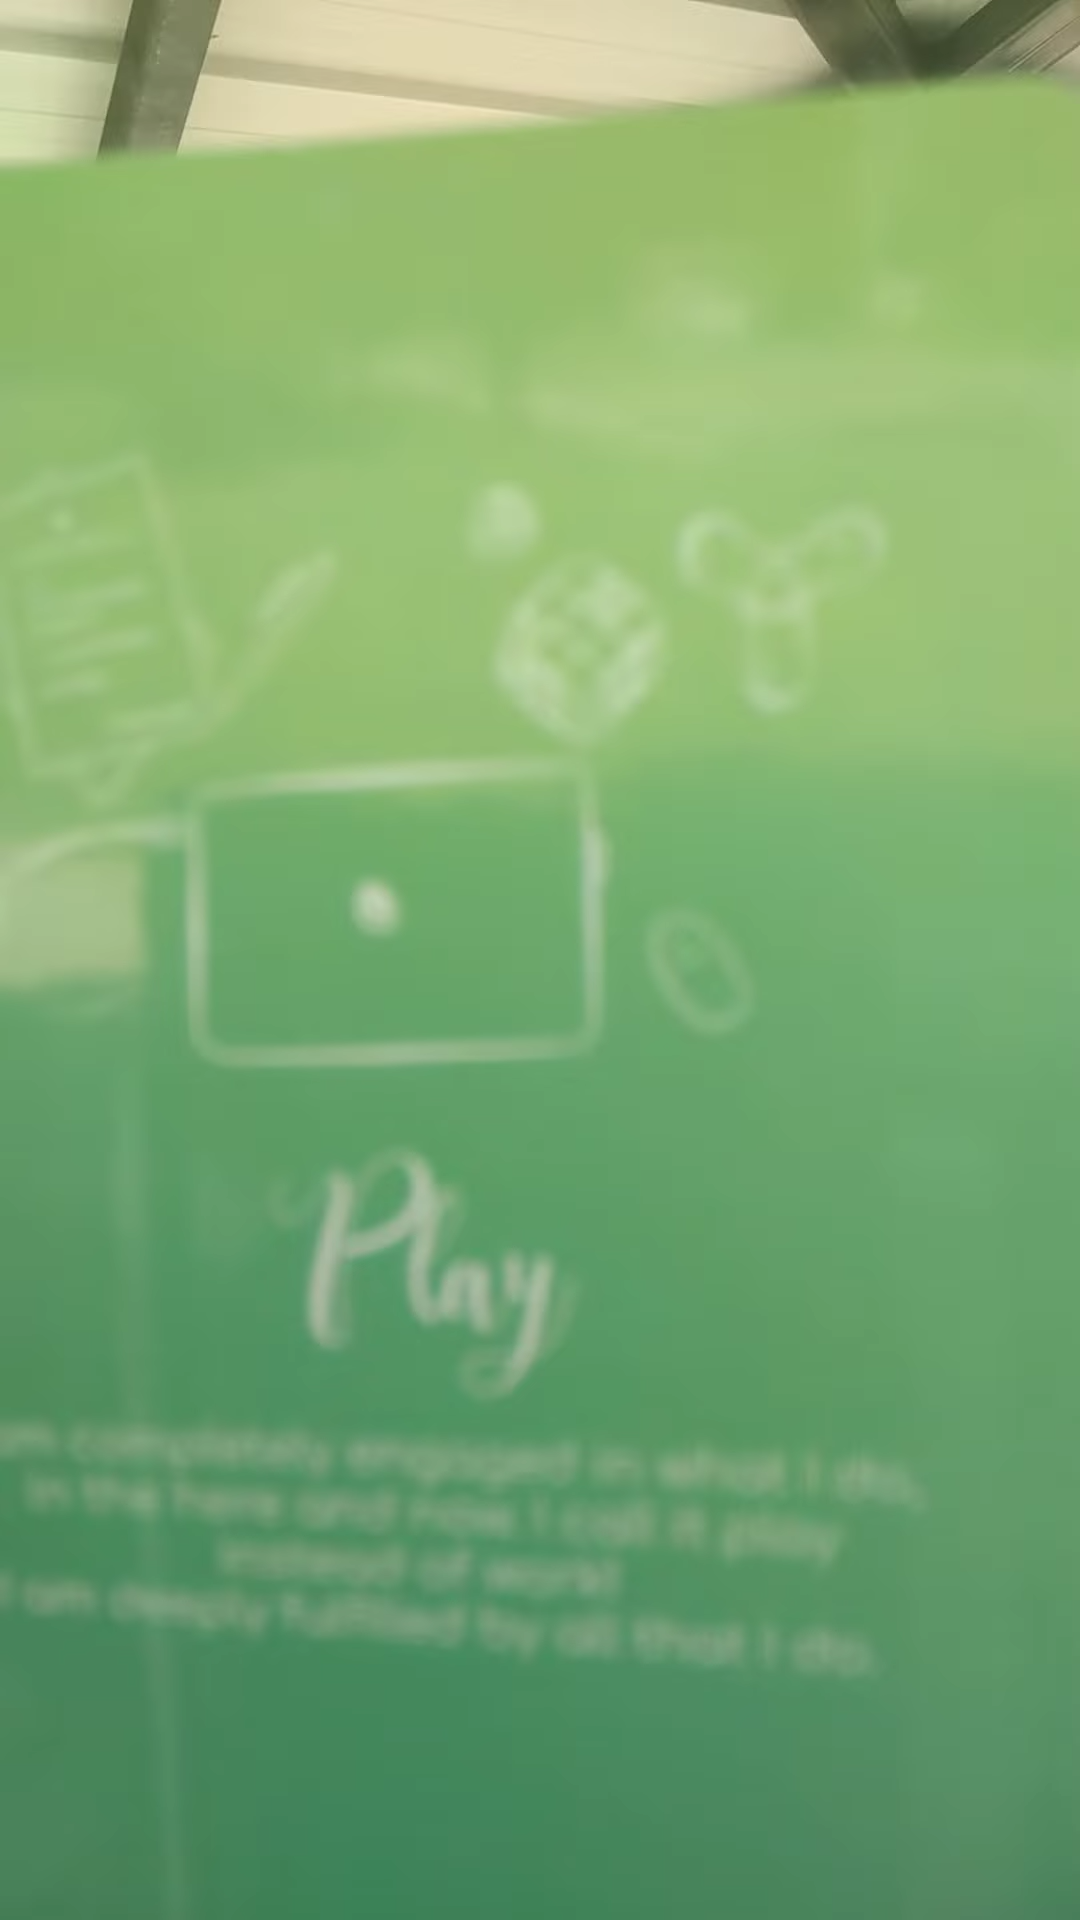 Play
completely engaged in what I do,
in the here and now I call it play
instead of work!
I am deeply fulfilled by all that I do.